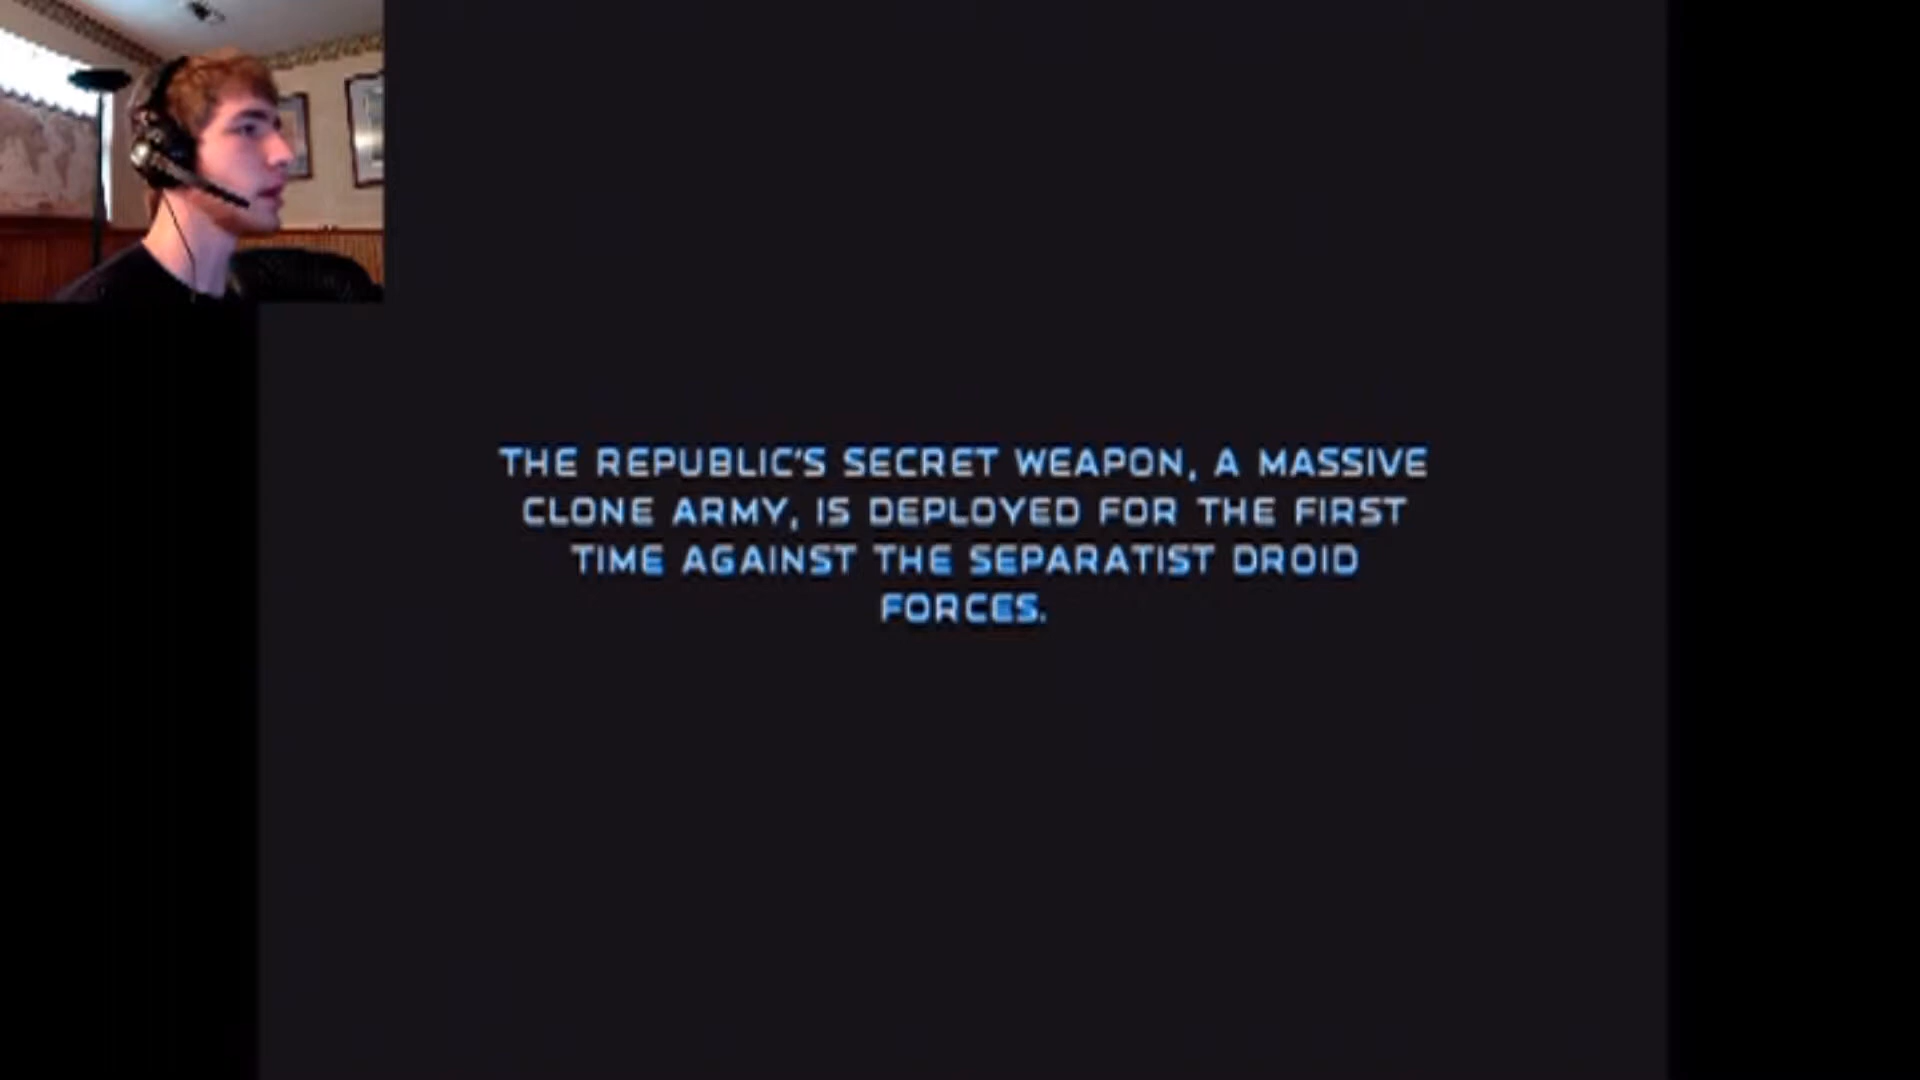 THE REPUBLIC'S SECRET WEAPON, A MASSIVE
CLONE ARMY, IS DEPLOYED FOR THE FIRST
TIME AGAINST THE SEPARATIST DROID
FORCES.